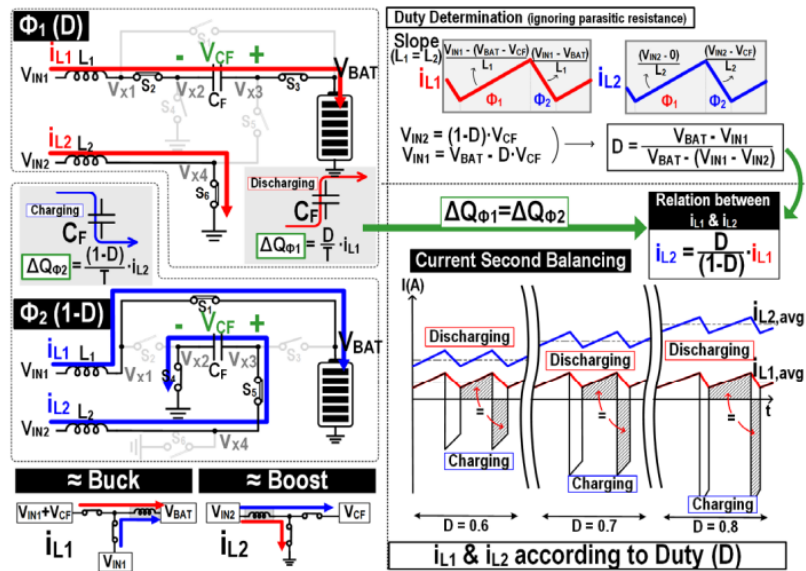 Φ1 (D)
iL1
L1
VIN1
Vx1
S2
- VCF +
Vx2
CF
Vx3
S1
S3
VBAT
S4
S5
iL2
L2
VIN2
Vx4
S6
Charging
CF
ΔQΦ2 = (1-D)/T · iL2
Discharging
CF
ΔQΦ1 = D/T · iL1
Φ2 (1-D)
iL1
L1
VIN1
Vx1
S1
S2
- VCF +
Vx2
CF
Vx3
S3
VBAT
S4
S5
iL2
L2
VIN2
Vx4
S6
≈ Buck
VIN1+VCF
VBAT
iL1
VIN1
≈ Boost
VIN2
VCF
iL2
Duty Determination (ignoring parasitic resistance)
Slope
(L1 = L2)
VIN1 - (VBAT - VCF)
L1
(VIN1 - VBAT)
L1
iL1
Φ1
Φ2
(VIN2 - 0)
L2
(VIN2 - VCF)
L2
iL2
Φ1
Φ2
VIN2 = (1-D)·VCF
VIN1 = VBAT - D·VCF
D = VBAT - VIN1
VBAT - (VIN1 - VIN2)
ΔQΦ1=ΔQΦ2
Relation between
iL1 & iL2
iL2 = D/(1-D) · iL1
Current Second Balancing
I(A)
iL2,avg
Discharging
Discharging
Discharging
iL1,avg
t
=
=
=
Charging
Charging
Charging
D = 0.6
D = 0.7
D = 0.8
iL1 & iL2 according to Duty (D)